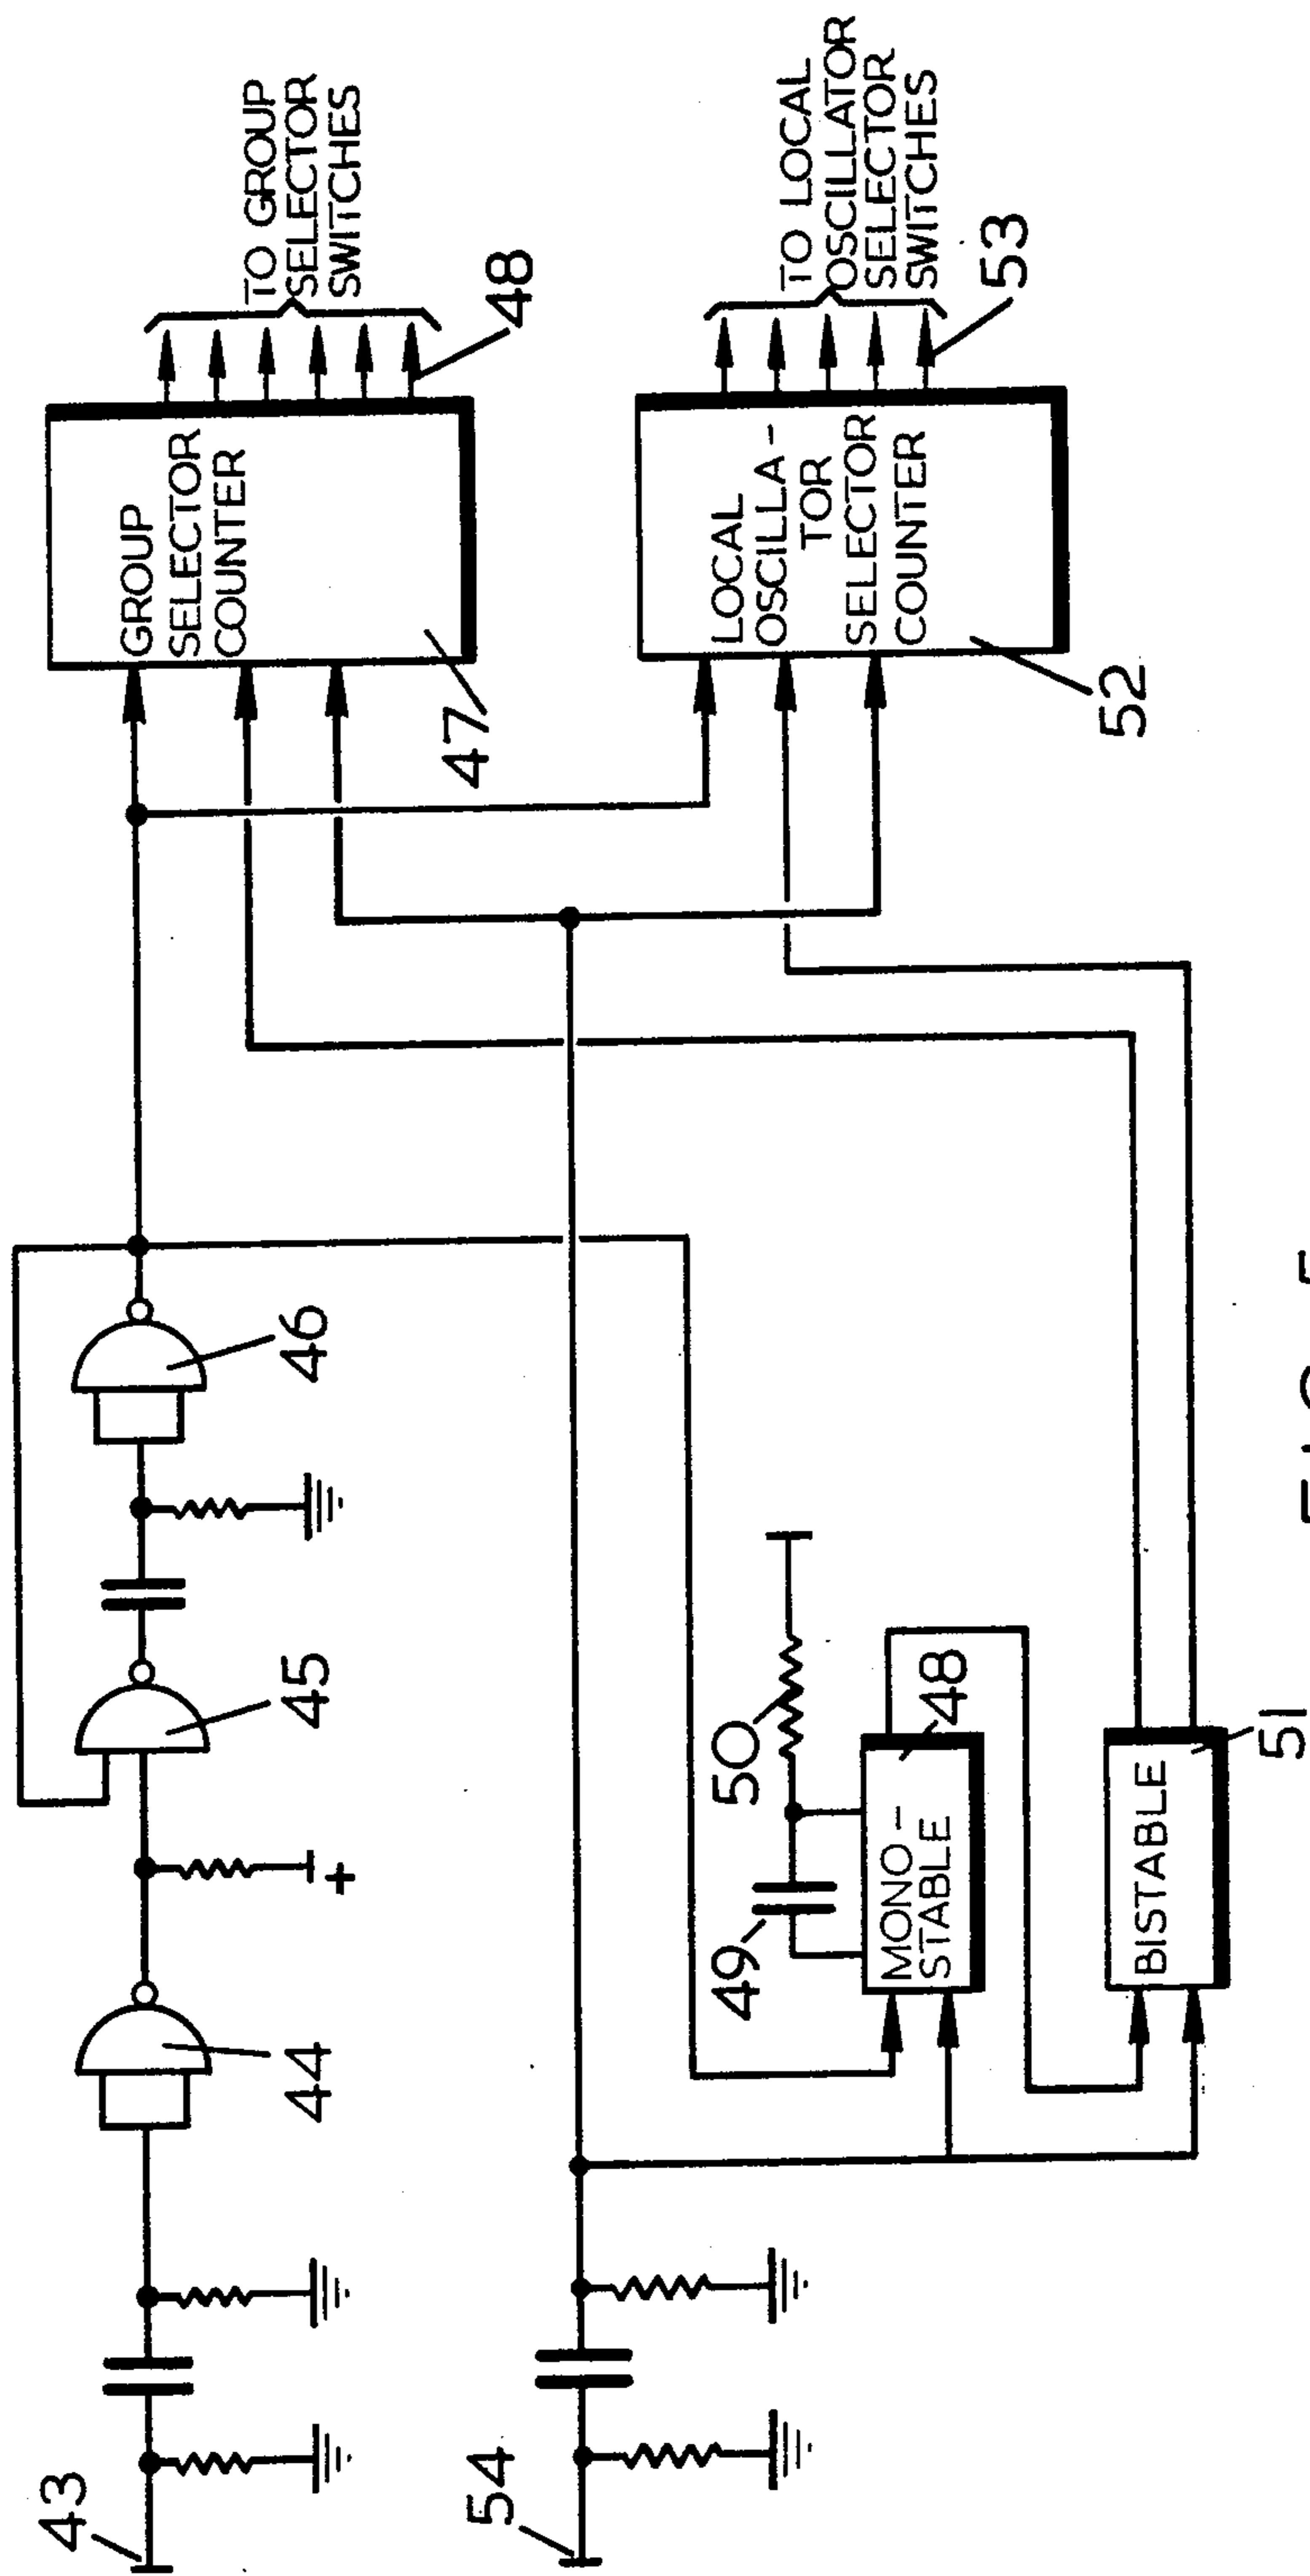 43
44
45
46
GROUP
SELECTOR
COUNTER
47
TO GROUP
SELECTOR
SWITCHES
48
54
49
50
MONO-
STABLE
48
BISTABLE
51
LOCAL
OSCILLA-
TOR
SELECTOR
COUNTER
52
TO LOCAL
OSCILLATOR
SELECTOR
SWITCHES
53
+